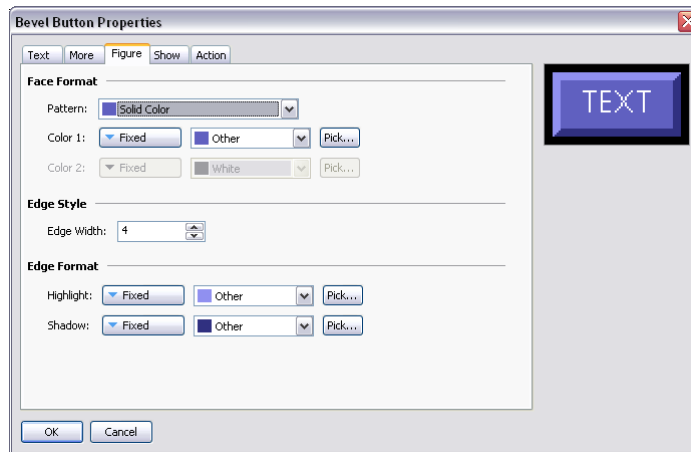 Bevel Button Properties
Text More Figure Show Action
Face Format
Pattern: Solid Color
Color 1: Fixed Other Pick...
Color 2: Fixed White Pick...
Edge Style
Edge Width: 4
Edge Format
Highlight: Fixed Other Pick...
Shadow: Fixed Other Pick...
OK Cancel
TEXT